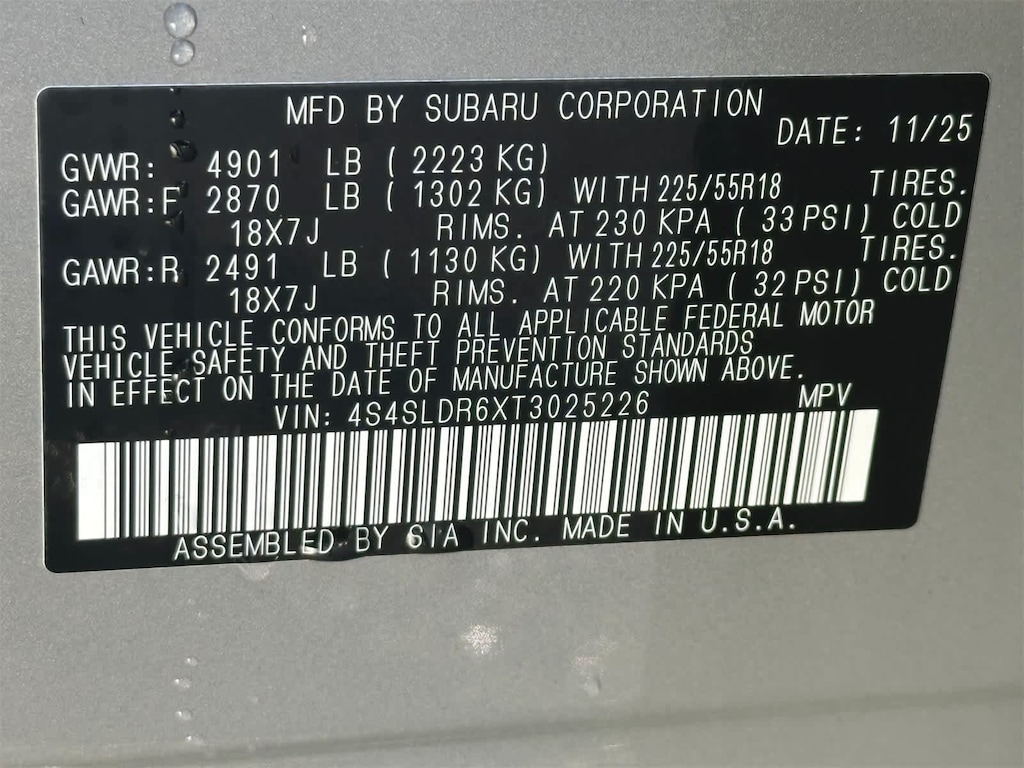 MFD BY SUBARU CORPORATION
DATE: 11/25
GVWR: 4901 LB ( 2223 KG)
GAWR:F 2870 LB ( 1302 KG) WITH 225/55R18 TIRES.
18X7J RIMS. AT 230 KPA ( 33 PSI) COLD
GAWR:R 2491 LB ( 1130 KG) WITH 225/55R18 TIRES.
18X7J RIMS. AT 220 KPA ( 32 PSI) COLD
THIS VEHICLE CONFORMS TO ALL APPLICABLE FEDERAL MOTOR
VEHICLE SAFETY AND THEFT PREVENTION STANDARDS
IN EFFECT ON THE DATE OF MANUFACTURE SHOWN ABOVE.
VIN: 4S4SLDR6XT3025226 MPV
ASSEMBLED BY SIA INC. MADE IN U.S.A.